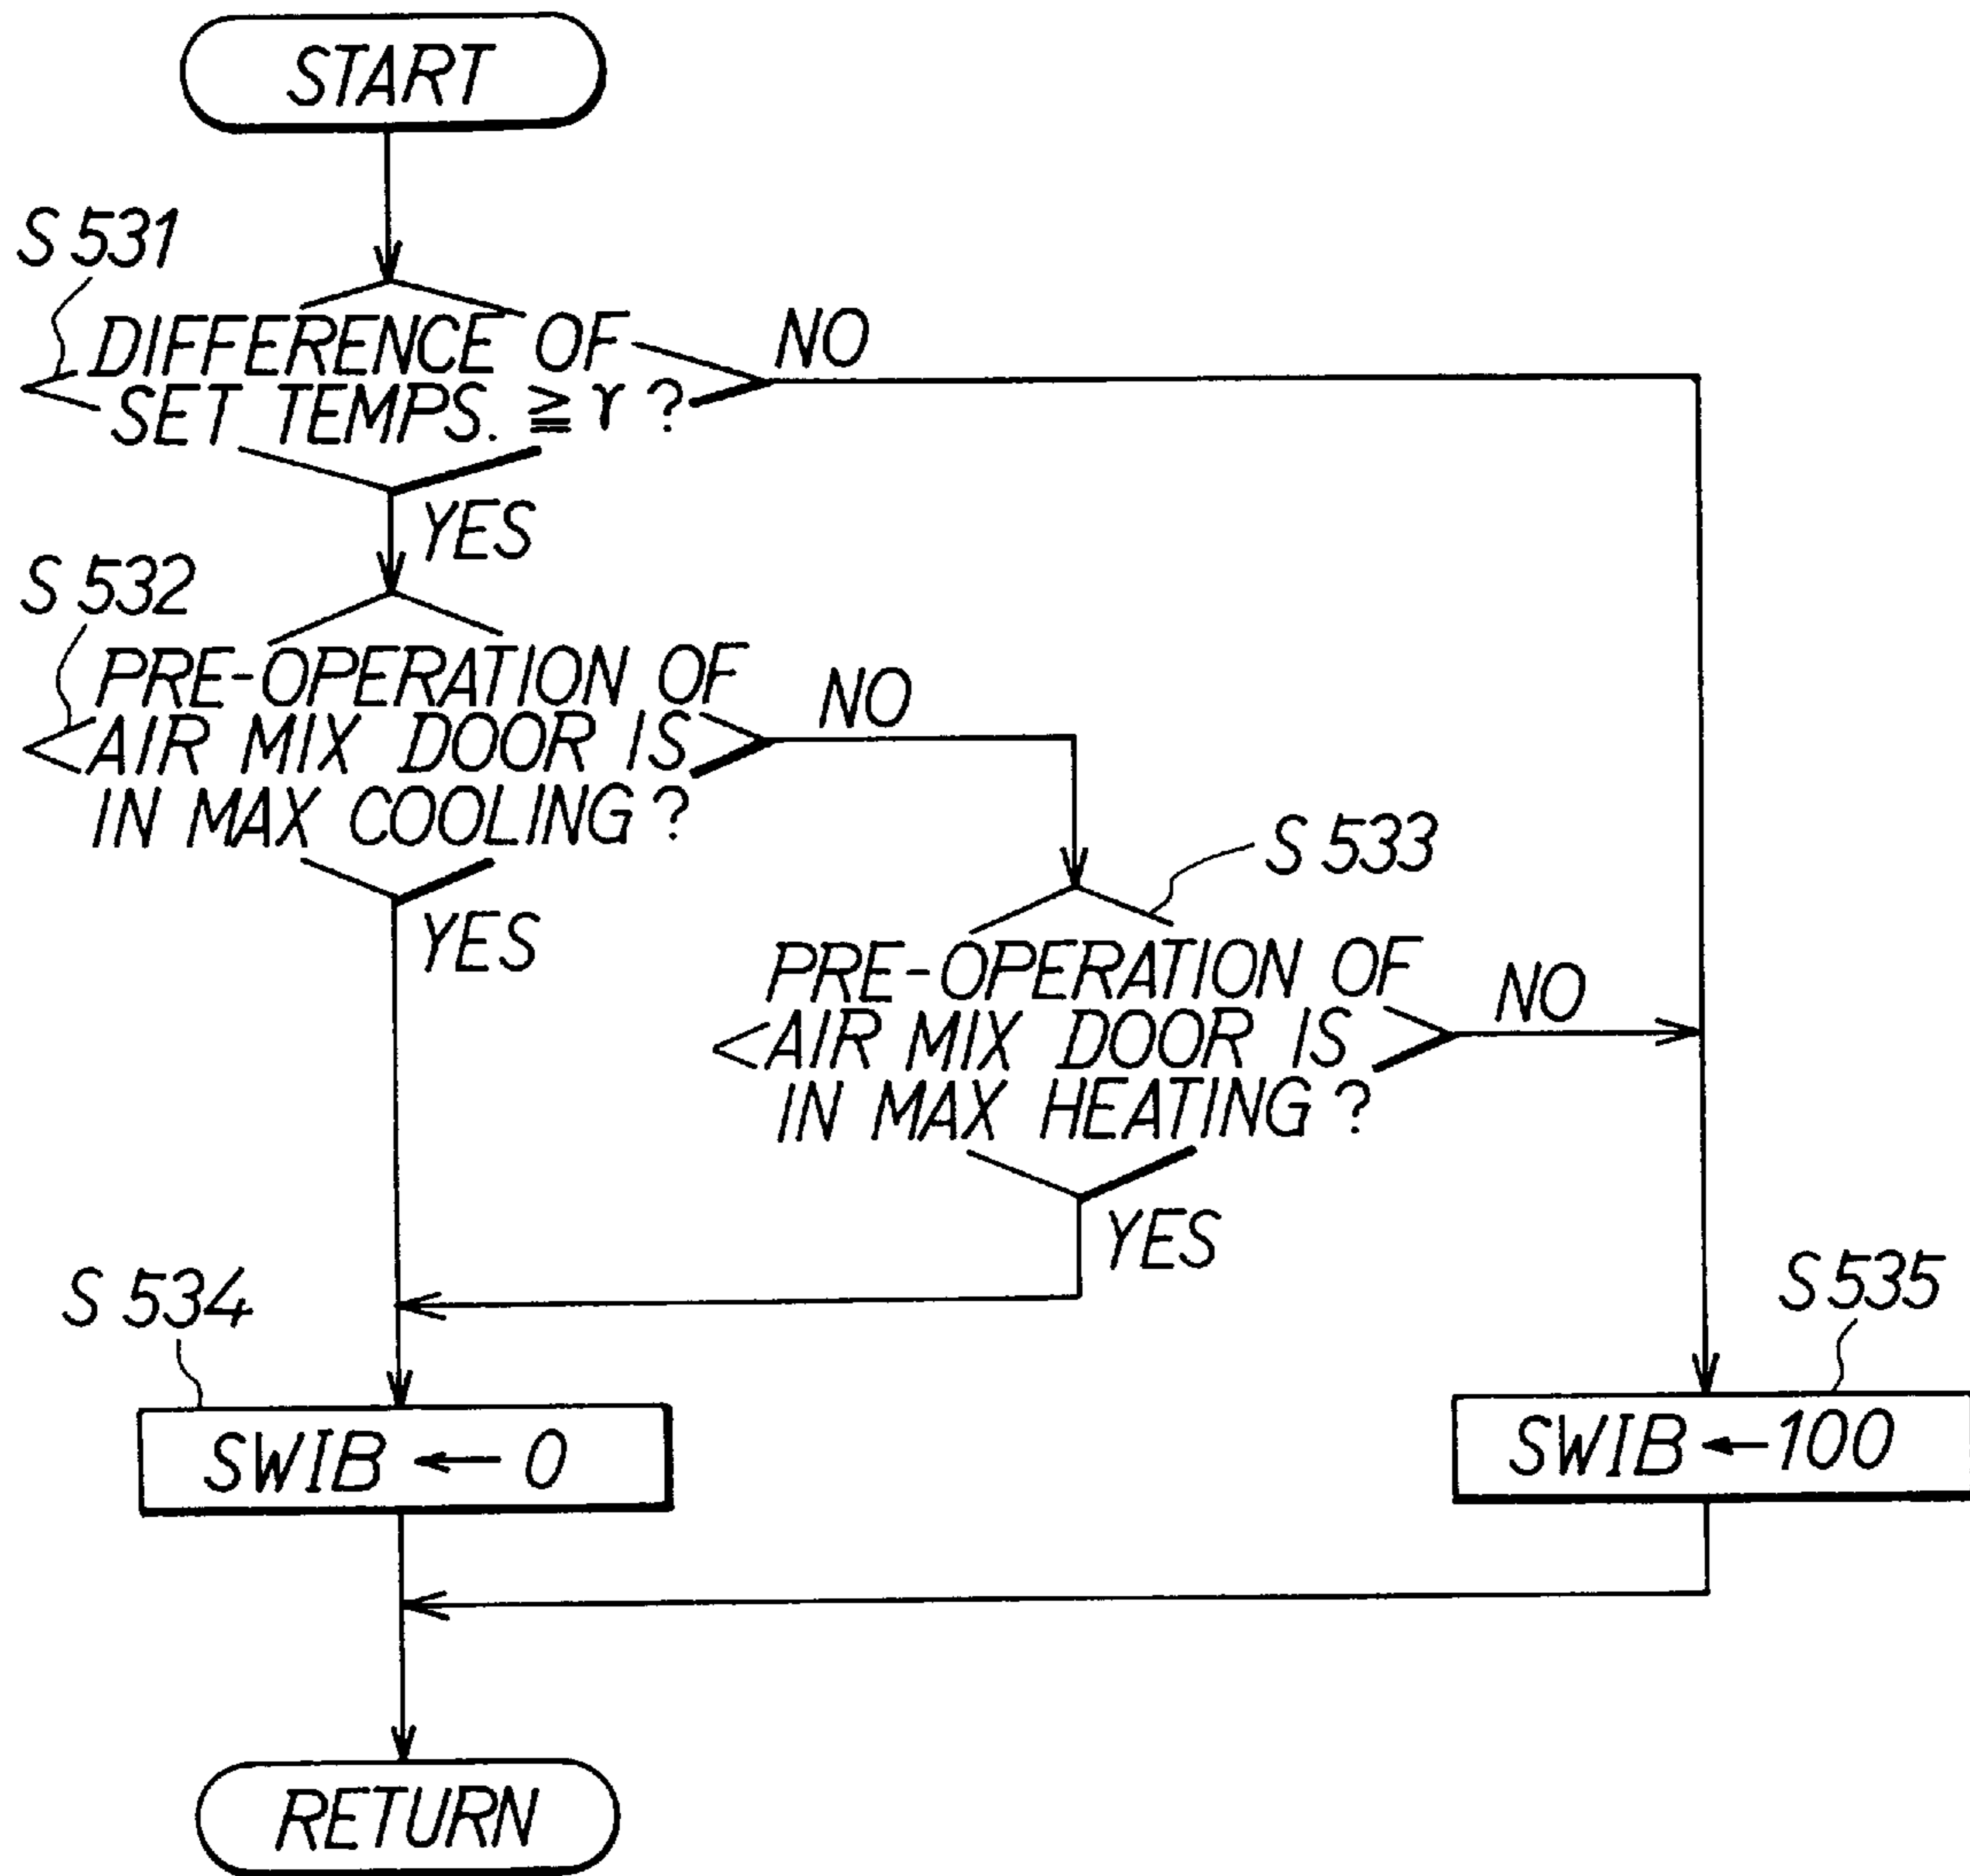 START
S 531
DIFFERENCE OF
SET TEMPS. ≧ γ ?
NO
YES
S 532
PRE-OPERATION OF
AIR MIX DOOR IS
IN MAX COOLING ?
NO
YES
S 533
PRE-OPERATION OF
AIR MIX DOOR IS
IN MAX HEATING ?
NO
YES
S 534
SWIB ← 0
S 535
SWIB ← 100
RETURN